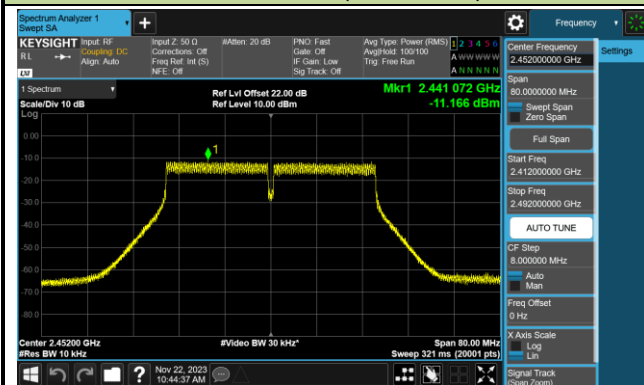 Spectrum Analyzer 1
Swept SA
Frequency
KEYSIGHT
R L
Input: RF
Coupling: DC
Align: Auto
Input Z: 50 Ω
Corrections: Off
Freq Ref: Int (S)
NFE: Off
#Atten: 20 dB
PNO: Fast
Gate: Off
IF Gain: Low
Sig Track: Off
Avg Type: Power (RMS)
Avg|Hold: 100/100
Trig: Free Run
1 2 3 4 5 6
A W W W W W
A N N N N N
1 Spectrum
Scale/Div 10 dB
Log
Ref Lvl Offset 22.00 dB
Ref Level 10.00 dBm
Mkr1 2.441 072 GHz
-11.166 dBm
1
0.00
-10.0
-20.0
-30.0
-40.0
-50.0
-60.0
-70.0
-80.0
Center 2.45200 GHz
#Res BW 10 kHz
#Video BW 30 kHz*
Span 80.00 MHz
Sweep 321 ms (20001 pts)
Center Frequency
2.452000000 GHz
Settings
Span
80.0000000 MHz
Swept Span
Zero Span
Full Span
Start Freq
2.412000000 GHz
Stop Freq
2.492000000 GHz
AUTO TUNE
CF Step
8.000000 MHz
Auto
Man
Freq Offset
0 Hz
X Axis Scale
Log
Lin
Signal Track
(Span Zoom)
?
Nov 22, 2023
10:44:37 AM